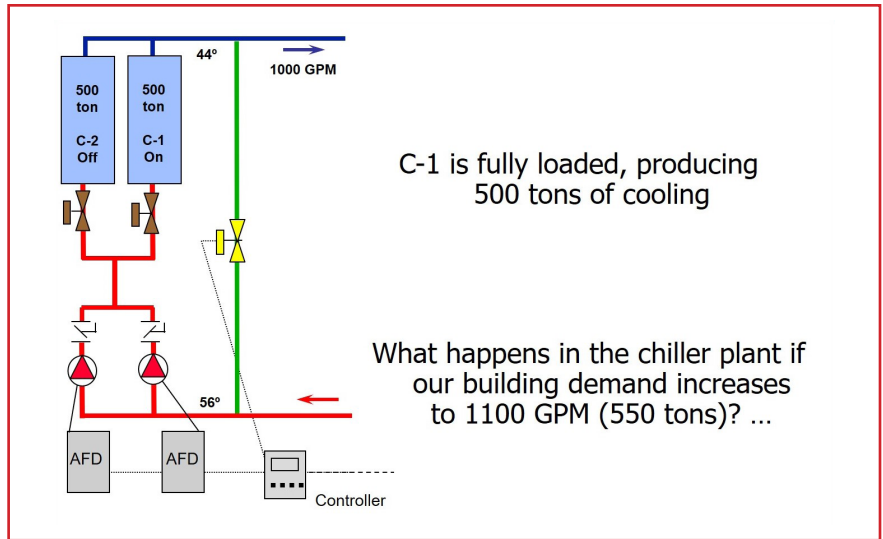 44º
1000 GPM
500
ton
C-2
Off
500
ton
C-1
On
C-1 is fully loaded, producing
500 tons of cooling
What happens in the chiller plant if
our building demand increases
to 1100 GPM (550 tons)? ...
56º
AFD
AFD
Controller